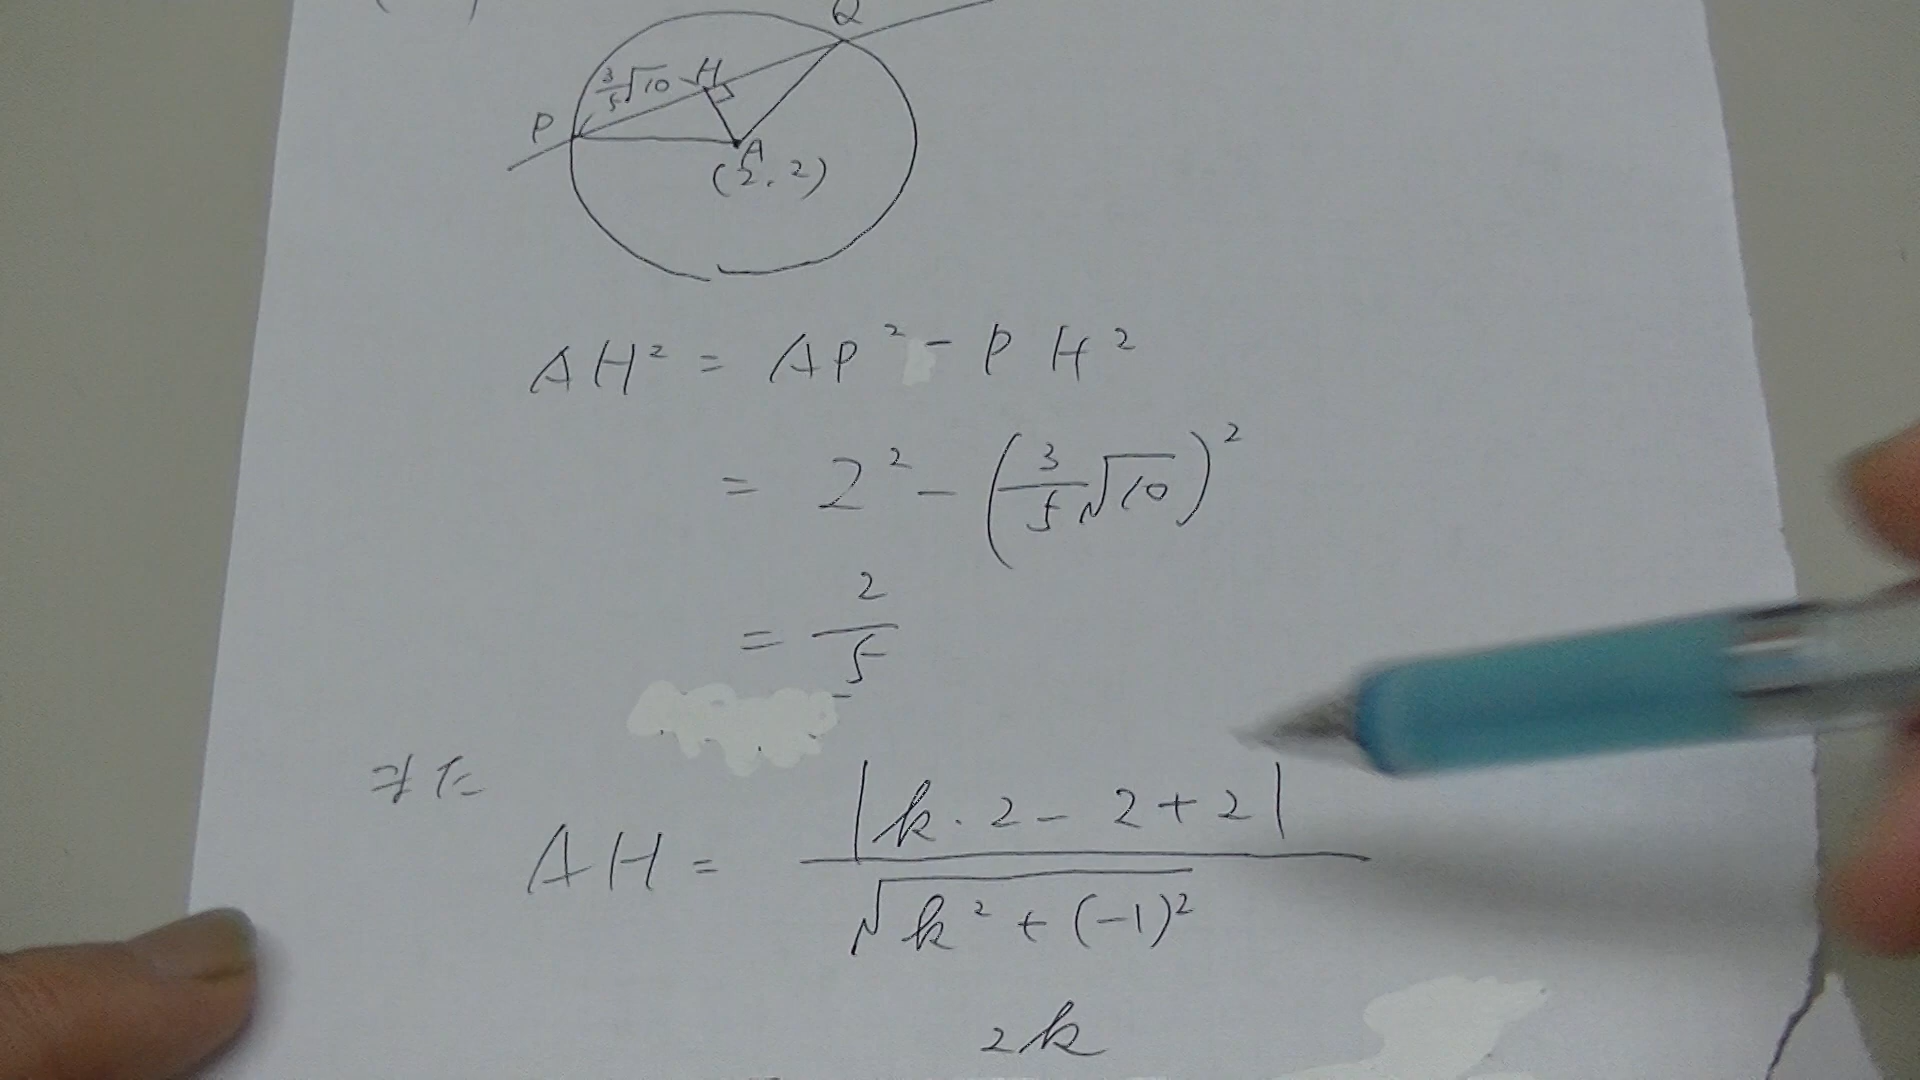 Q
3/5√10 H
P
A
(2, 2)
AH² = AP² - PH²
= 2² - (3/5√10)²
= 2/5
また
AH = |k·2 - 2 + 2| / √k² + (-1)²
2k